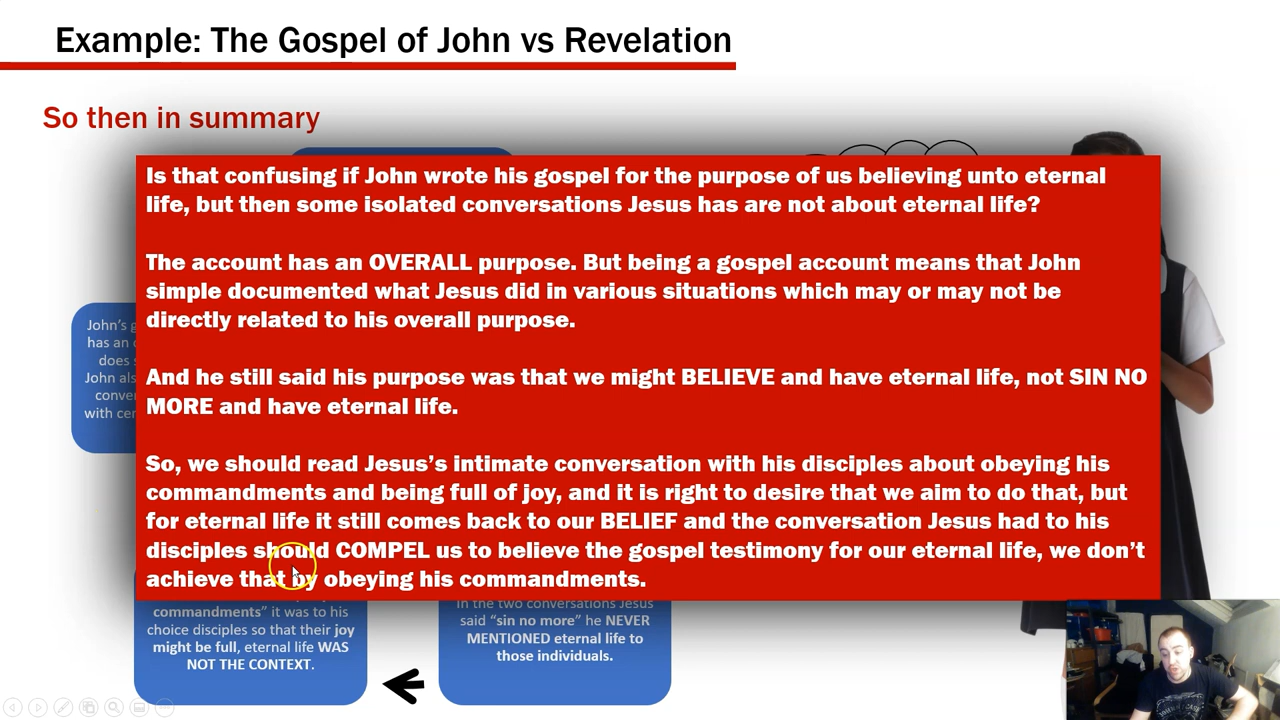 Example: The Gospel of John vs Revelation
So then in summary
Is that confusing if John wrote his gospel for the purpose of us believing unto eternal
life, but then some isolated conversations Jesus has are not about eternal life?
The account has an OVERALL purpose. But being a gospel account means that John
simple documented what Jesus did in various situations which may or may not be
directly related to his overall purpose.
And he still said his purpose was that we might BELIEVE and have eternal life, not SIN NO
MORE and have eternal life.
So, we should read Jesus's intimate conversation with his disciples about obeying his
commandments and being full of joy, and it is right to desire that we aim to do that, but
for eternal life it still comes back to our BELIEF and the conversation Jesus had to his
disciples should COMPEL us to believe the gospel testimony for our eternal life, we don't
achieve that by obeying his commandments.
John's
has an
does
John
with
commandments" it was to his
choice disciples so that their joy
might be full, eternal life WAS
NOT THE CONTEXT.
In the two conversations Jesus
said "sin no more" he NEVER
MENTIONED eternal life to
those individuals.